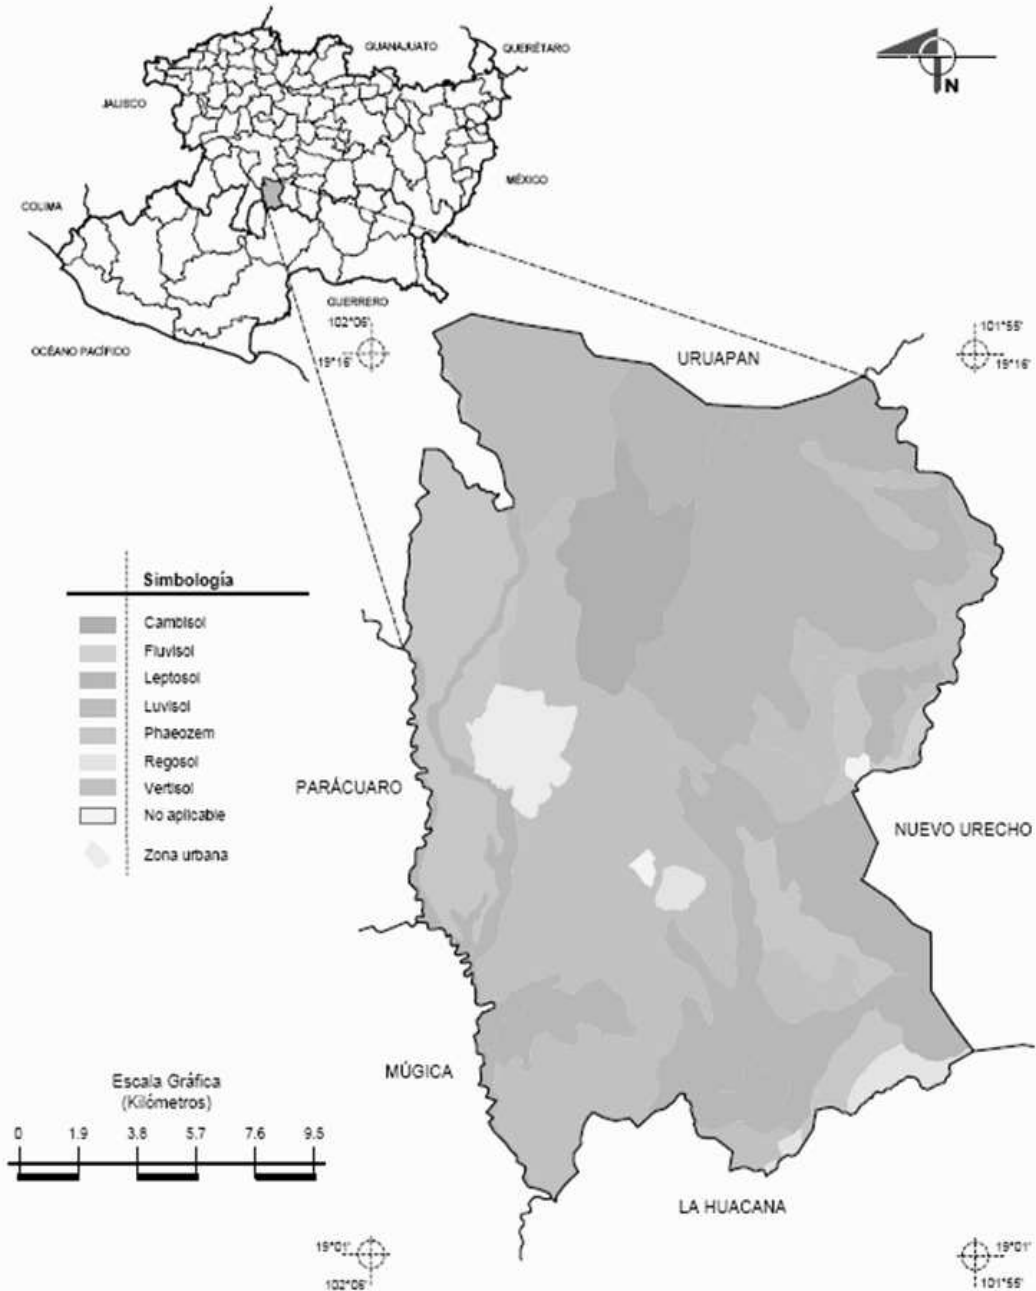 GUANAJUATO
QUERÉTARO
JALISCO
N
MÉXICO
COLIMA
GUERRERO
OCÉANO PACÍFICO
102°06'
19°16'
URUAPAN
101°55'
19°16'
Simbología
Cambisol
Fluvisol
Leptosol
Luvisol
Phaeozem
Regosol
Vertisol
No aplicable
Zona urbana
PARÁCUARO
NUEVO URECHO
MÚGICA
Escala Gráfica
(Kilómetros)
0 1.9 3.8 5.7 7.6 9.5
LA HUACANA
19°01'
102°06'
19°01'
101°55'